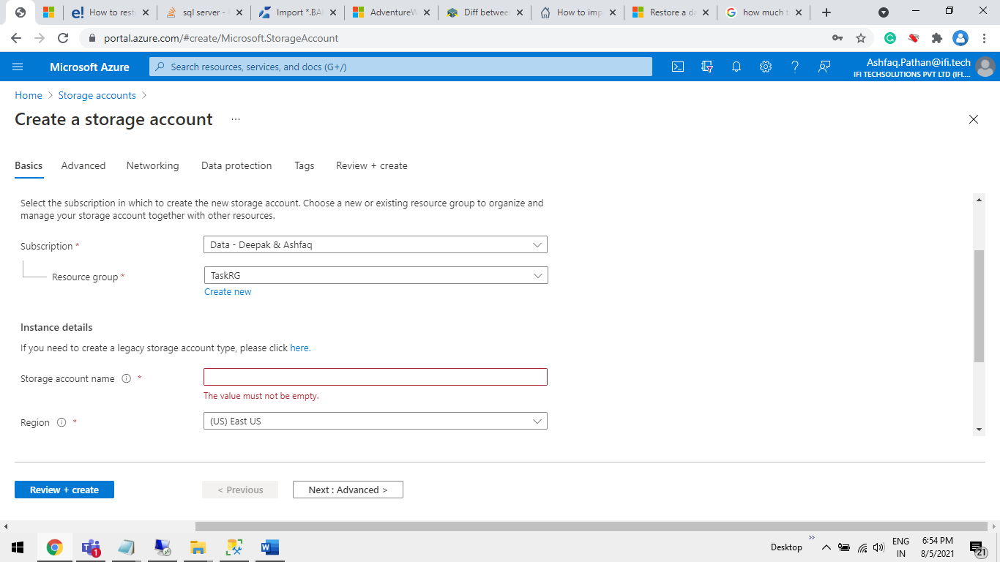 How to rest
sql server -
Import *.BA
AdventureW
Diff betwee
How to imp
Restore a da
how much t
portal.azure.com/#create/Microsoft.StorageAccount
Microsoft Azure
Search resources, services, and docs (G+/)
Ashfaq.Pathan@ifi.tech
IFI TECHSOLUTIONS PVT LTD (IFI....
Home > Storage accounts >
Create a storage account ...
Basics Advanced Networking Data protection Tags Review + create
Select the subscription in which to create the new storage account. Choose a new or existing resource group to organize and
manage your storage account together with other resources.
Subscription *
Data - Deepak & Ashfaq
Resource group *
TaskRG
Create new
Instance details
If you need to create a legacy storage account type, please click here.
Storage account name *
The value must not be empty.
Region *
(US) East US
Review + create
< Previous
Next : Advanced >
Desktop
ENG
IN
6:54 PM
8/5/2021
1
21